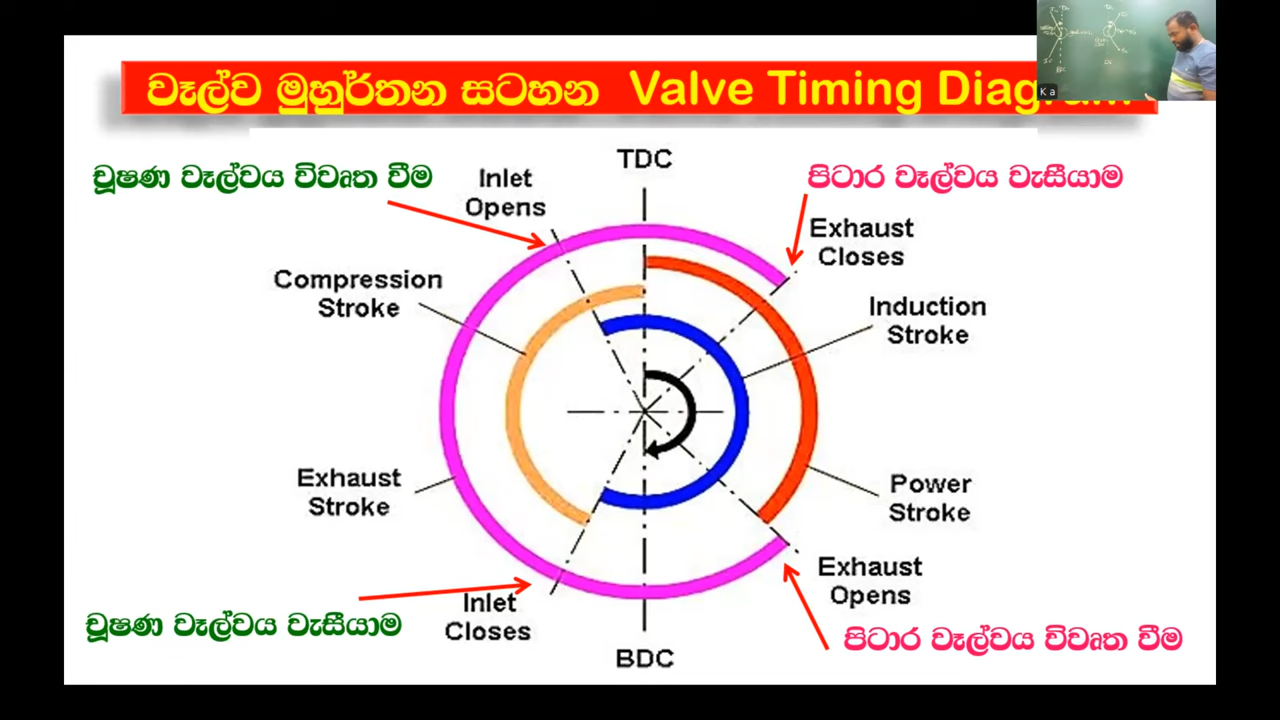 වෑල්ව මුහුර්තන සටහන Valve Timing Diagram
K a
TDC
චූෂණ වෑල්වය විවෘත වීම
Inlet
Opens
පිටාර වෑල්වය වැසීයාම
Exhaust
Closes
Compression
Stroke
Induction
Stroke
Exhaust
Stroke
Power
Stroke
Exhaust
Opens
Inlet
Closes
චූෂණ වෑල්වය වැසීයාම
පිටාර වෑල්වය විවෘත වීම
BDC